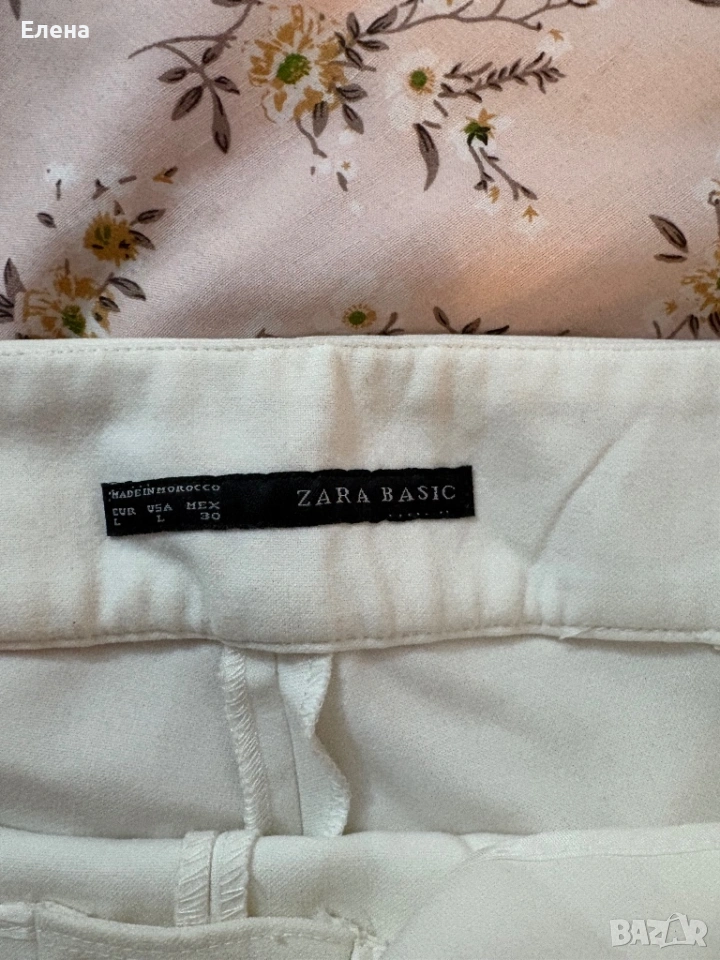 Елена
MADE IN MOROCCO
EUR USA MEX
L L 30
ZARA BASIC
BAZAR